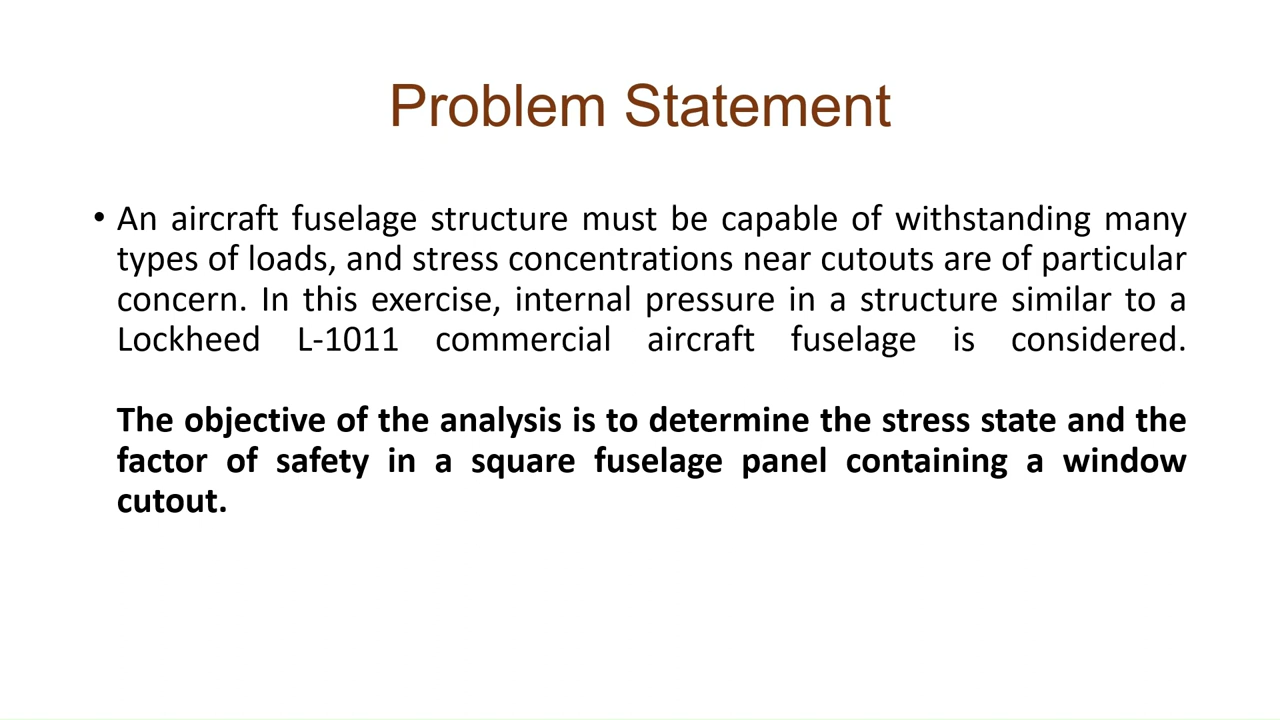 Problem Statement
• An aircraft fuselage structure must be capable of withstanding many
types of loads, and stress concentrations near cutouts are of particular
concern. In this exercise, internal pressure in a structure similar to a
Lockheed L-1011 commercial aircraft fuselage is considered.
The objective of the analysis is to determine the stress state and the
factor of safety in a square fuselage panel containing a window
cutout.